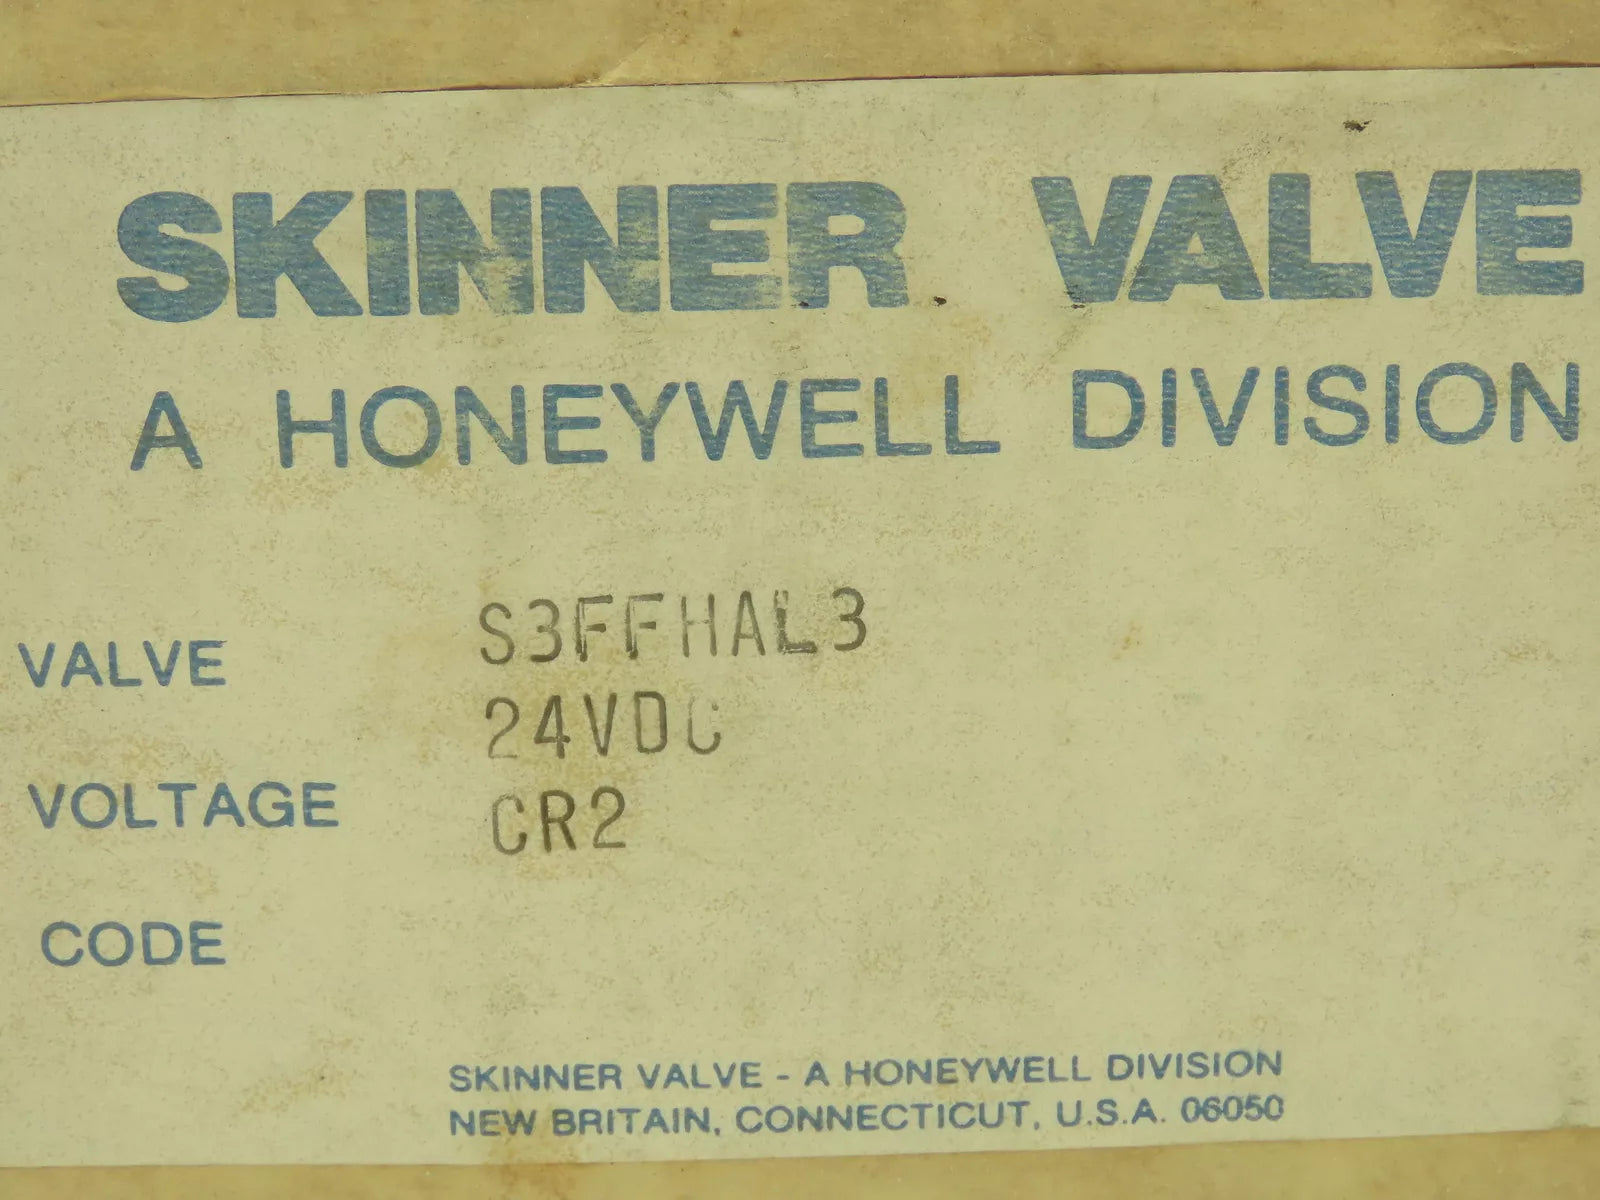 SKINNER VALVE
A HONEYWELL DIVISION
VALVE S3FFHAL3
24VDC
VOLTAGE CR2
CODE
SKINNER VALVE - A HONEYWELL DIVISION
NEW BRITAIN, CONNECTICUT, U.S.A. 06050